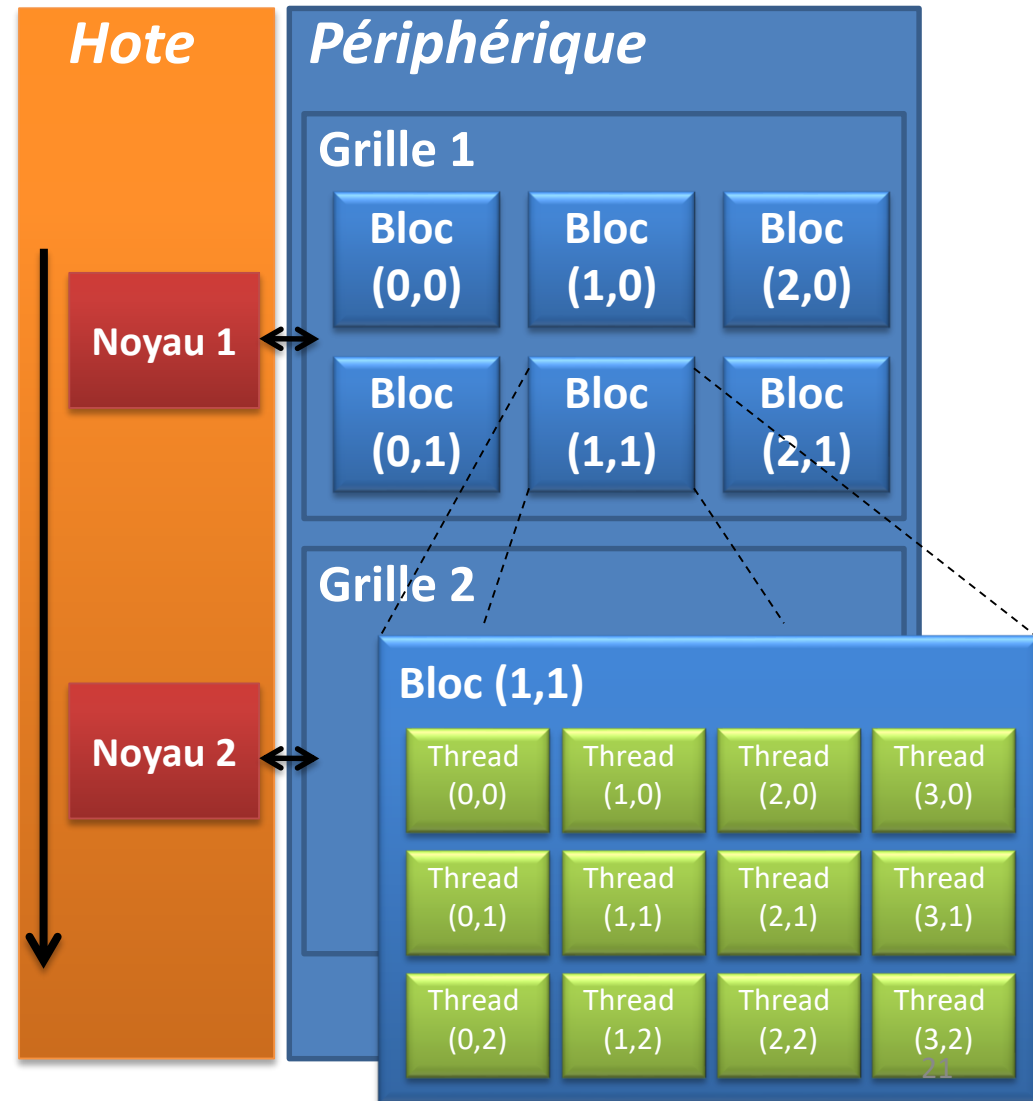 Hote
Périphérique
Grille 1
Bloc
(0,0)
Bloc
(1,0)
Bloc
(2,0)
Noyau 1
Bloc
(0,1)
Bloc
(1,1)
Bloc
(2,1)
Grille 2
Noyau 2
Bloc (1,1)
Thread
(0,0)
Thread
(1,0)
Thread
(2,0)
Thread
(3,0)
Thread
(0,1)
Thread
(1,1)
Thread
(2,1)
Thread
(3,1)
Thread
(0,2)
Thread
(1,2)
Thread
(2,2)
Thread
(3,2)
21